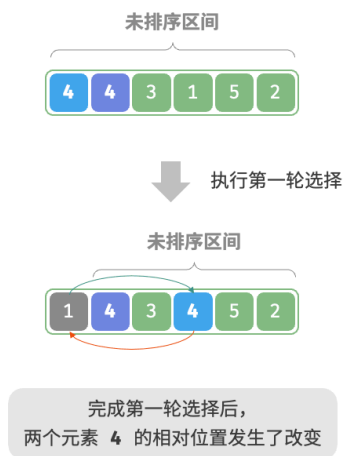 未排序区间
4 4 3 1 5 2
执行第一轮选择
未排序区间
1 4 3 4 5 2
完成第一轮选择后，
两个元素 4 的相对位置发生了改变